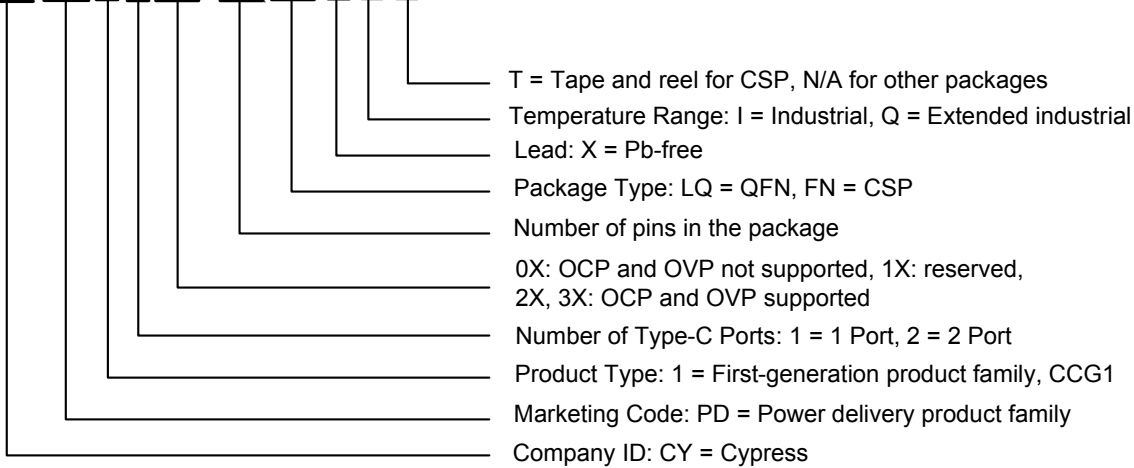 T = Tape and reel for CSP, N/A for other packages
Temperature Range: I = Industrial, Q = Extended industrial
Lead: X = Pb-free
Package Type: LQ = QFN, FN = CSP
Number of pins in the package
0X: OCP and OVP not supported, 1X: reserved,
2X, 3X: OCP and OVP supported
Number of Type-C Ports: 1 = 1 Port, 2 = 2 Port
Product Type: 1 = First-generation product family, CCG1
Marketing Code: PD = Power delivery product family
Company ID: CY = Cypress